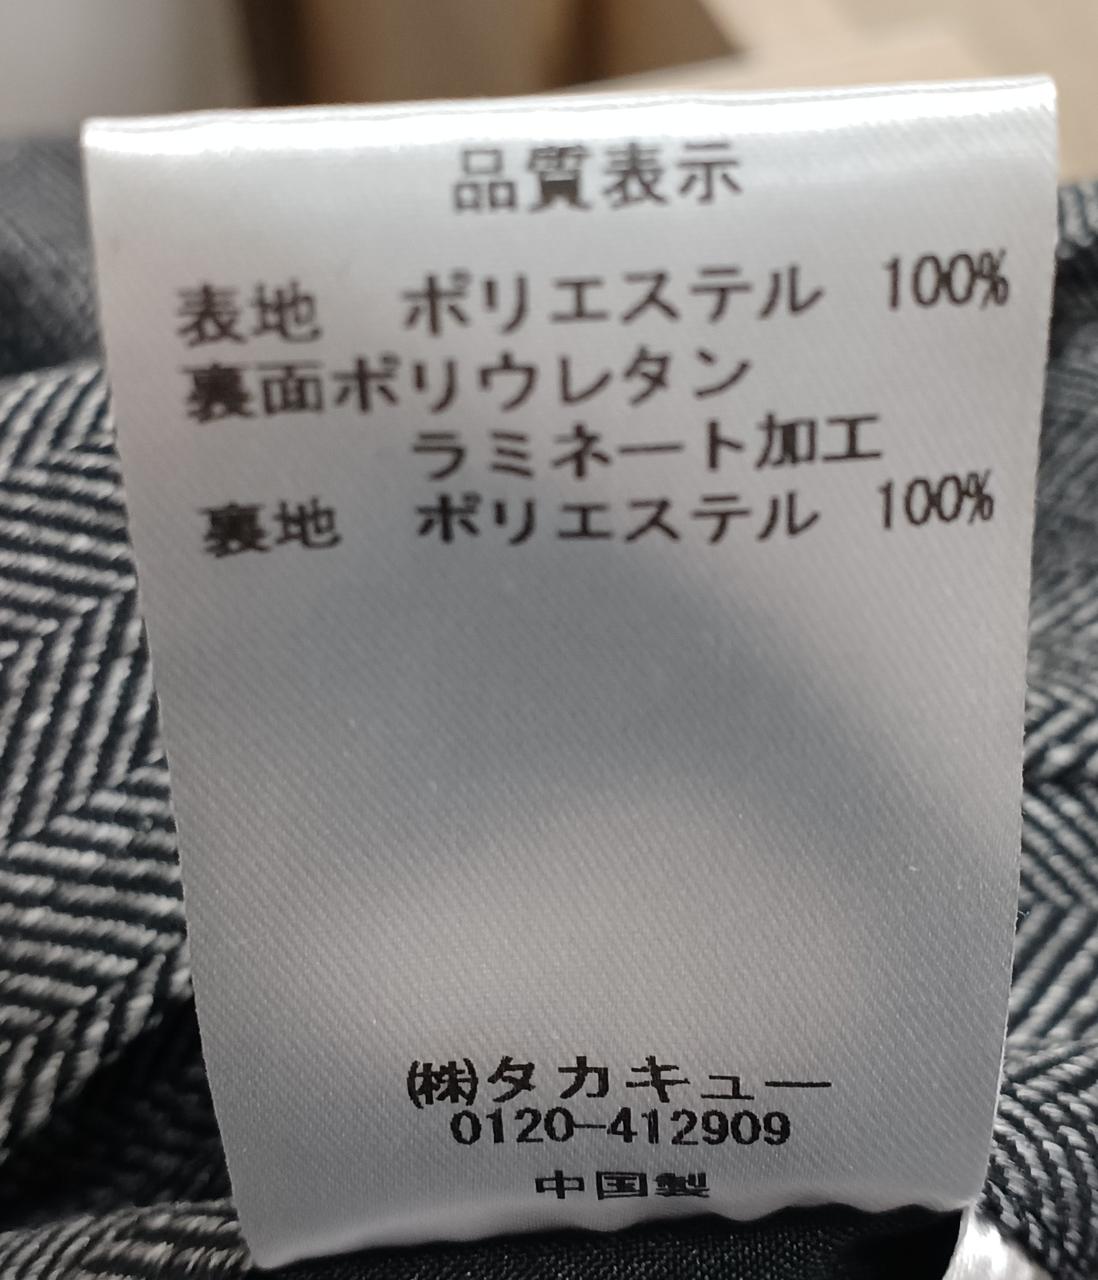 品質表示
表地 ポリエステル 100%
裏面ポリウレタン
ラミネート加工
裏地 ポリエステル 100%
㈱タカキュー
0120-412909
中国製